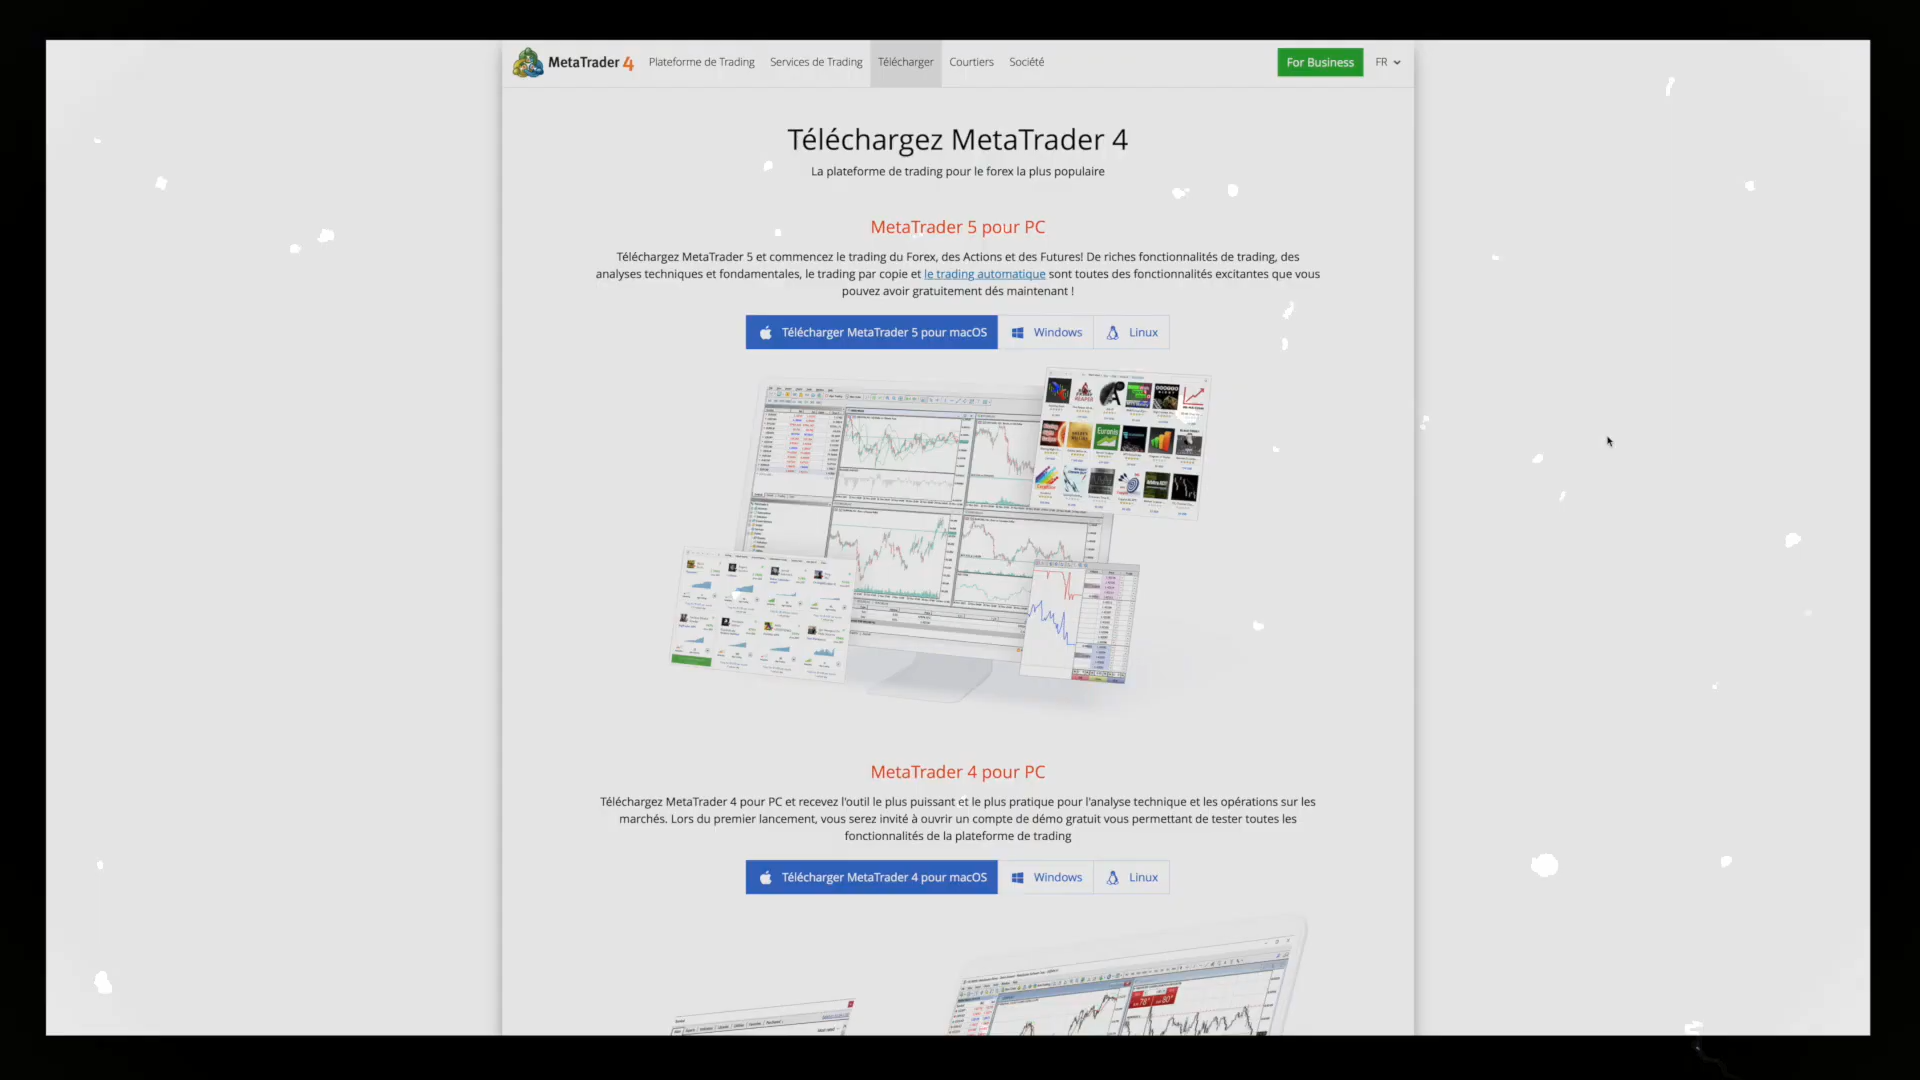 MetaTrader 4
Plateforme de Trading
Services de Trading
Télécharger
Courtiers
Société
For Business
FR
Téléchargez MetaTrader 4
La plateforme de trading pour le forex la plus populaire
MetaTrader 5 pour PC
Téléchargez MetaTrader 5 et commencez le trading du Forex, des Actions et des Futures! De riches fonctionnalités de trading, des
analyses techniques et fondamentales, le trading par copie et le trading automatique sont toutes des fonctionnalités excitantes que vous
pouvez avoir gratuitement dés maintenant !
Télécharger MetaTrader 5 pour macOS
Windows
Linux
MetaTrader 4 pour PC
Téléchargez MetaTrader 4 pour PC et recevez l'outil le plus puissant et le plus pratique pour l'analyse technique et les opérations sur les
marchés. Lors du premier lancement, vous serez invité à ouvrir un compte de démo gratuit vous permettant de tester toutes les
fonctionnalités de la plateforme de trading
Télécharger MetaTrader 4 pour macOS
Windows
Linux